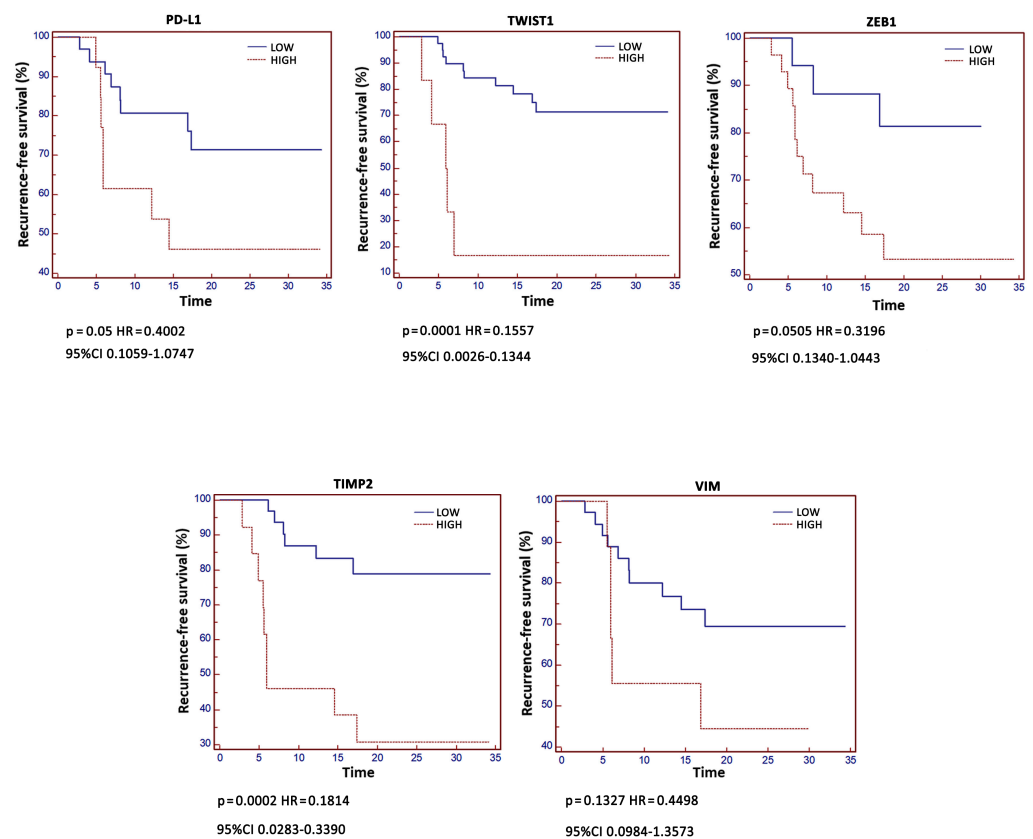 PD-L1
LOW
HIGH
Recurrence-free survival (%)
100
90
80
70
60
50
40
0 5 10 15 20 25 30 35
Time
p = 0.05 HR = 0.4002
95%CI 0.1059-1.0747
TWIST1
LOW
HIGH
Recurrence-free survival (%)
100
90
80
70
60
50
40
30
20
10
0 5 10 15 20 25 30 35
Time
p = 0.0001 HR = 0.1557
95%CI 0.0026-0.1344
ZEB1
LOW
HIGH
Recurrence-free survival (%)
100
90
80
70
60
50
0 5 10 15 20 25 30 35
Time
p = 0.0505 HR = 0.3196
95%CI 0.1340-1.0443
TIMP2
LOW
HIGH
Recurrence-free survival (%)
100
90
80
70
60
50
40
30
0 5 10 15 20 25 30 35
Time
p = 0.0002 HR = 0.1814
95%CI 0.0283-0.3390
VIM
LOW
HIGH
Recurrence-free survival (%)
100
90
80
70
60
50
40
0 5 10 15 20 25 30 35
Time
p = 0.1327 HR = 0.4498
95%CI 0.0984-1.3573